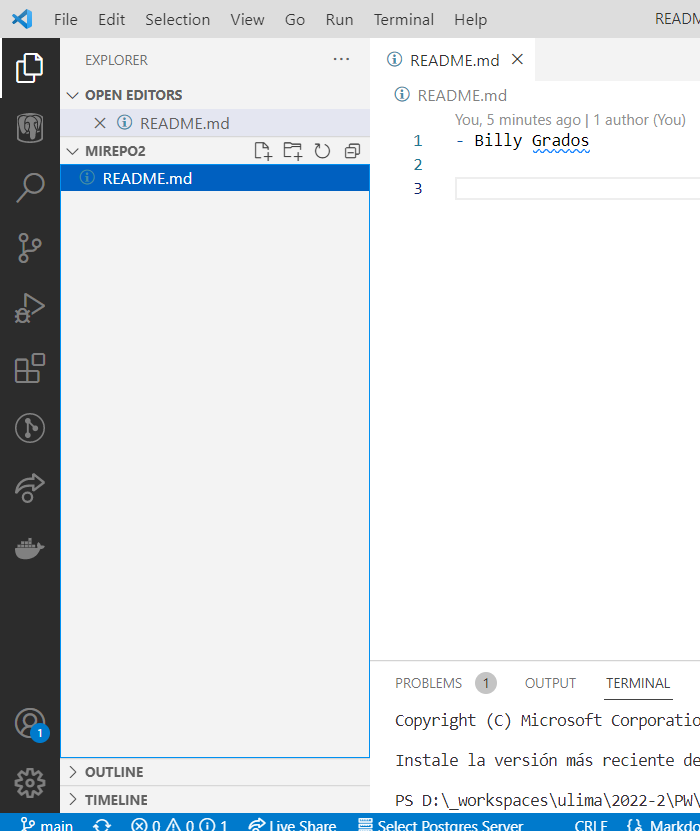 File Edit Selection View Go Run Terminal Help
EXPLORER
OPEN EDITORS
README.md
MIREPO2
README.md
OUTLINE
TIMELINE
README.md
README.md
You, 5 minutes ago | 1 author (You)
1 - Billy Grados
2
3
PROBLEMS 1 OUTPUT TERMINAL
Copyright (C) Microsoft
Instale la versión más reciente de
PS D:\_workspaces\ulima\2022-2\PW\
1
main 0 0 1 Live Share Select Postgres Server CRLF